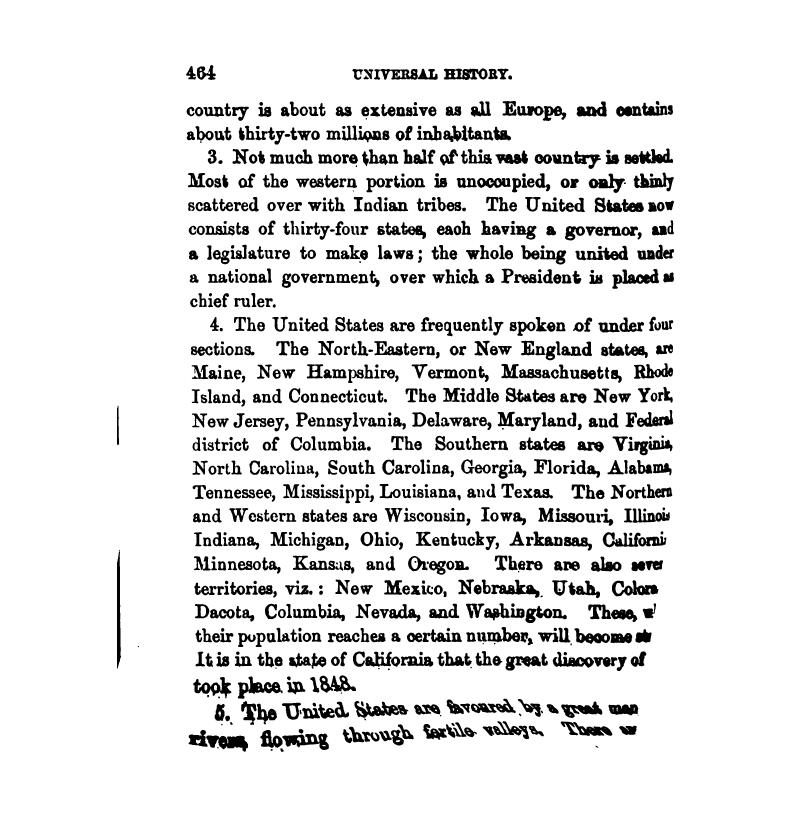 464 UNIVERSAL HISTORY.
country is about as extensive as all Europe, and contains
about thirty-two millions of inhabitants.
3. Not much more than half of this vast country is settled.
Most of the western portion is unoccupied, or only thinly
scattered over with Indian tribes. The United States now
consists of thirty-four states, each having a governor, and
a legislature to make laws; the whole being united under
a national government, over which a President is placed as
chief ruler.
4. The United States are frequently spoken of under four
sections. The North-Eastern, or New England states, are
Maine, New Hampshire, Vermont, Massachusetts, Rhode
Island, and Connecticut. The Middle States are New York,
New Jersey, Pennsylvania, Delaware, Maryland, and Federal
district of Columbia. The Southern states are Virginia,
North Carolina, South Carolina, Georgia, Florida, Alabama,
Tennessee, Mississippi, Louisiana, and Texas. The Northern
and Western states are Wisconsin, Iowa, Missouri, Illinois
Indiana, Michigan, Ohio, Kentucky, Arkansas, Californi
Minnesota, Kansas, and Oregon. There are also sever
territories, viz.: New Mexico, Nebraska, Utah, Colora
Dacota, Columbia, Nevada, and Washington. These, w
their population reaches a certain number, will become st
It is in the state of California that the great discovery of
took place in 1848.
5. The United States are favoured by a great man
rivers, flowing through fertile valleys. There